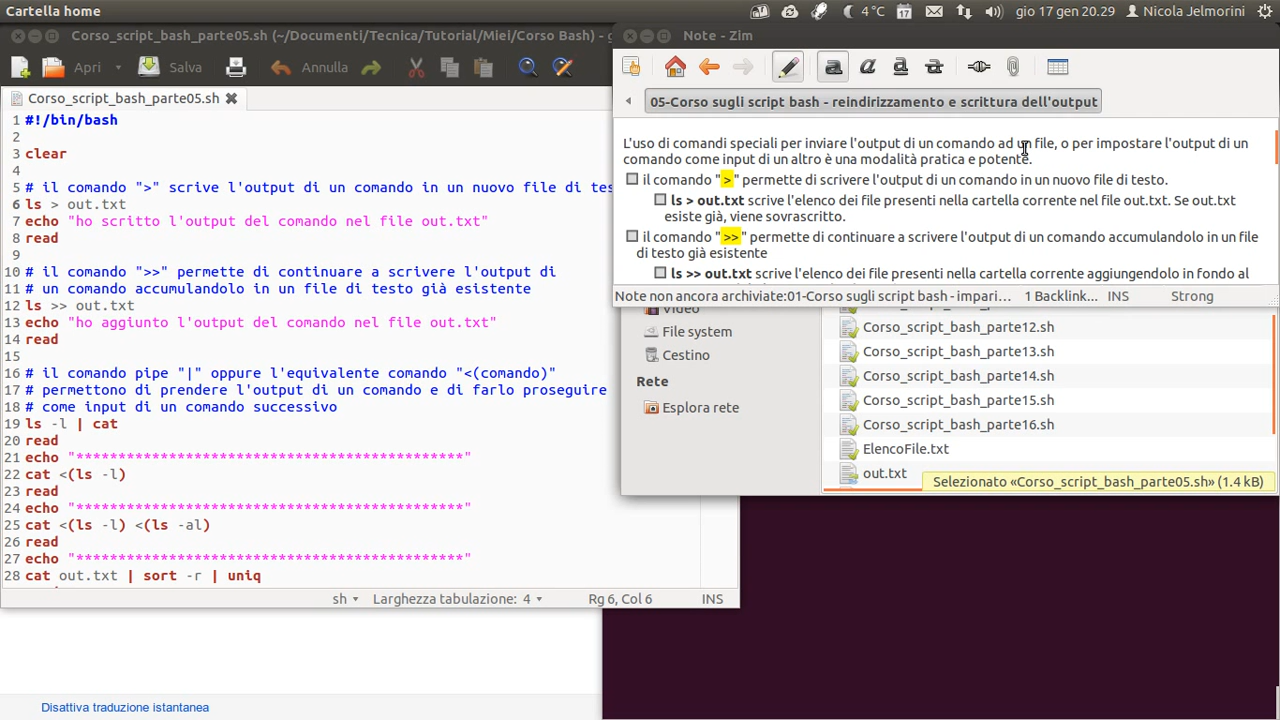 Cartella home
4 °C
17
gio 17 gen 20.29
Nicola Jelmorini
Corso_script_bash_parte05.sh (~/Documenti/Tecnica/Tutorial/Miei/Corso Bash) - g
Apri
Salva
Annulla
Corso_script_bash_parte05.sh
1 #!/bin/bash
2
3 clear
4
5 # il comando ">" scrive l'output di un comando in un nuovo file di tes
6 ls > out.txt
7 echo "ho scritto l'output del comando nel file out.txt"
8 read
9
10 # il comando ">>" permette di continuare a scrivere l'output di
11 # un comando accumulandolo in un file di testo già esistente
12 ls >> out.txt
13 echo "ho aggiunto l'output del comando nel file out.txt"
14 read
15
16 # il comando pipe "|" oppure l'equivalente comando "<(comando)"
17 # permettono di prendere l'output di un comando e di farlo proseguire
18 # come input di un comando successivo
19 ls -l | cat
20 read
21 echo "**********************************************"
22 cat <(ls -l)
23 read
24 echo "**********************************************"
25 cat <(ls -l) <(ls -al)
26 read
27 echo "**********************************************"
28 cat out.txt | sort -r | uniq
sh
Larghezza tabulazione: 4
Rg 6, Col 6
INS
Note - Zim
05-Corso sugli script bash - reindirizzamento e scrittura dell'output
L'uso di comandi speciali per inviare l'output di un comando ad un file, o per impostare l'output di un
comando come input di un altro è una modalità pratica e potente.
il comando ">" permette di scrivere l'output di un comando in un nuovo file di testo.
ls > out.txt scrive l'elenco dei file presenti nella cartella corrente nel file out.txt. Se out.txt
esiste già, viene sovrascritto.
il comando ">>" permette di continuare a scrivere l'output di un comando accumulandolo in un file
di testo già esistente
ls >> out.txt scrive l'elenco dei file presenti nella cartella corrente aggiungendolo in fondo al
Note non ancora archiviate:01-Corso sugli script bash - impari...
1 Backlink...
INS
Strong
Video
File system
Cestino
Rete
Esplora rete
Corso_script_bash_parte12.sh
Corso_script_bash_parte13.sh
Corso_script_bash_parte14.sh
Corso_script_bash_parte15.sh
Corso_script_bash_parte16.sh
ElencoFile.txt
out.txt
Selezionato «Corso_script_bash_parte05.sh» (1.4 kB)
Disattiva traduzione istantanea